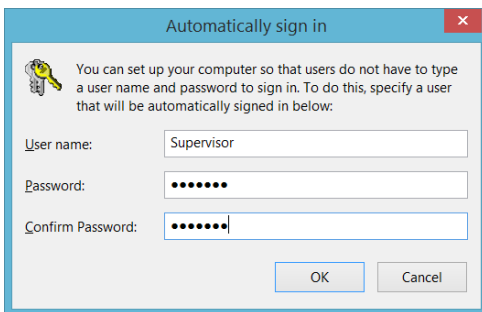 Automatically sign in
You can set up your computer so that users do not have to type
a user name and password to sign in. To do this, specify a user
that will be automatically signed in below:
User name: Supervisor
Password: ●●●●●●●
Confirm Password: ●●●●●●●
OK Cancel